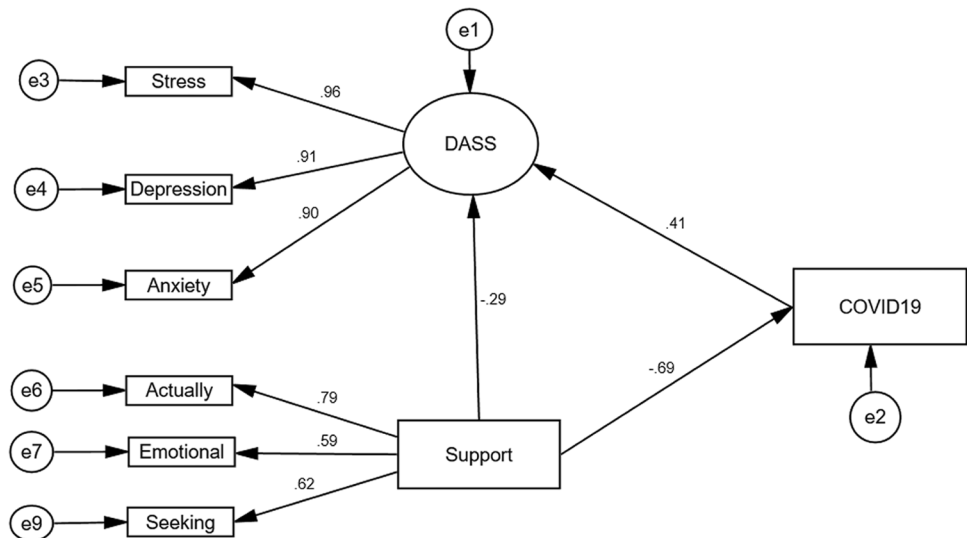 e1
e3
Stress
.96
DASS
e4
Depression
.91
.90
.41
e5
Anxiety
-.29
COVID19
e6
Actually
.79
-.69
e2
e7
Emotional
.59
Support
.62
e9
Seeking